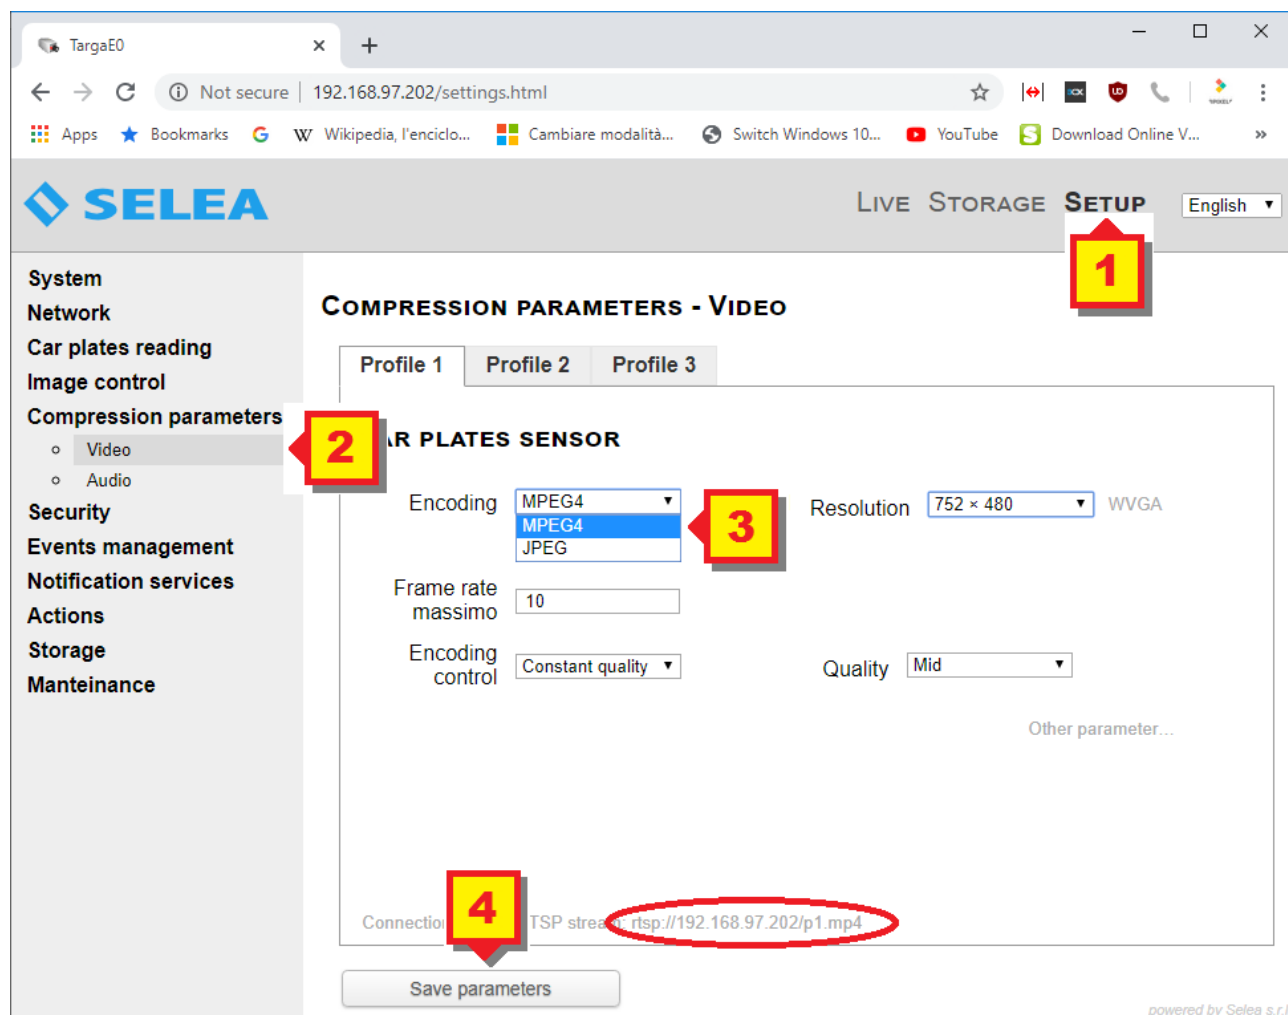 TargaE0
Not secure | 192.168.97.202/settings.html
Apps Bookmarks Wikipedia, l'enciclo... Cambiare modalità... Switch Windows 10... YouTube Download Online V... »
SELEA
LIVE STORAGE SETUP English
1
System
Network
Car plates reading
Image control
Compression parameters
Video
Audio
Security
Events management
Notification services
Actions
Storage
Manteinance
COMPRESSION PARAMETERS - VIDEO
Profile 1 Profile 2 Profile 3
2
AR PLATES SENSOR
Encoding MPEG4 Resolution 752 × 480 WVGA
MPEG4
JPEG
3
Frame rate massimo 10
Encoding control Constant quality Quality Mid
Other parameter...
4
Connection TSP stream: rtsp://192.168.97.202/p1.mp4
Save parameters
powered by Selea s.r.l